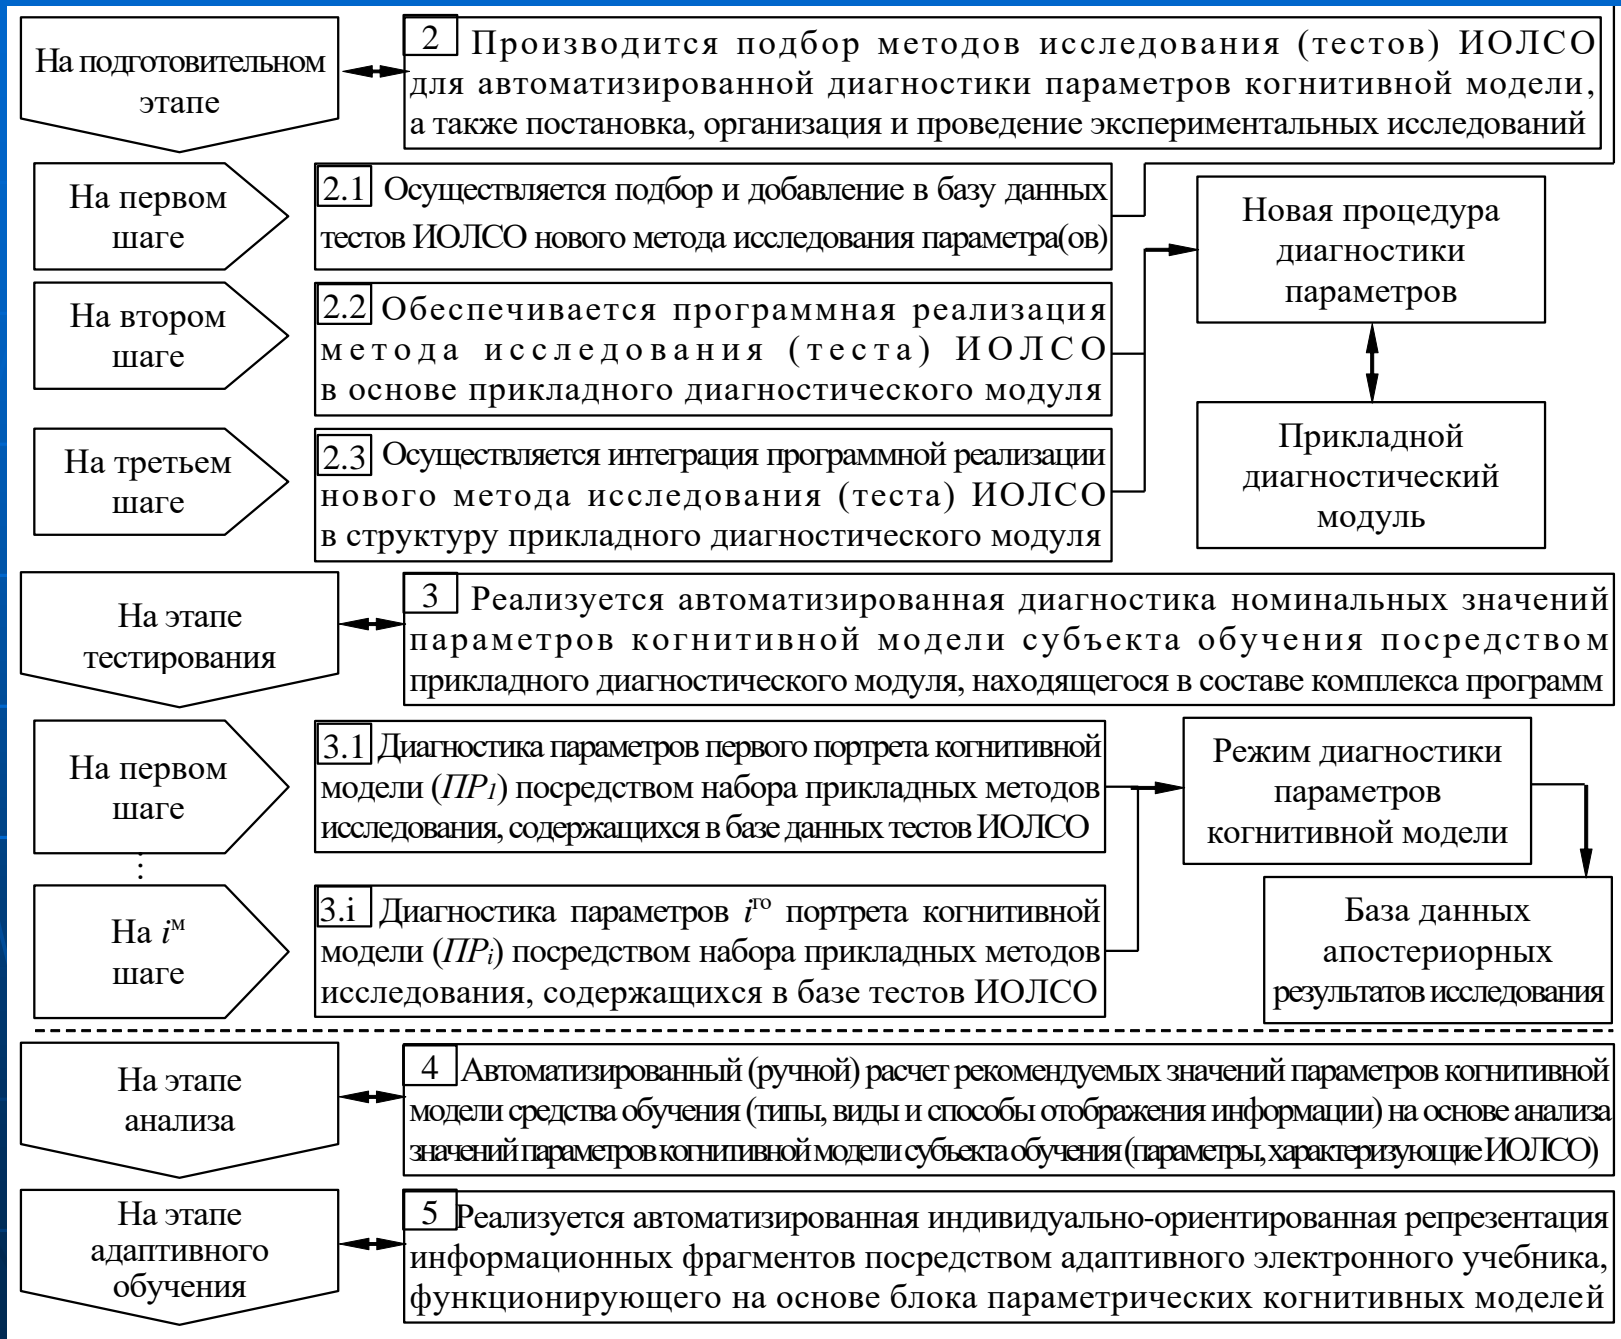 На подготовительном
этапе
2 Производится подбор методов исследования (тестов) ИОЛСО
для автоматизированной диагностики параметров когнитивной модели,
а также постановка, организация и проведение экспериментальных исследований
На первом
шаге
2.1 Осуществляется подбор и добавление в базу данных
тестов ИОЛСО нового метода исследования параметра(ов)
Новая процедура
диагностики
параметров
На втором
шаге
2.2 Обеспечивается программная реализация
метода исследования (теста) ИОЛСО
в основе прикладного диагностического модуля
Прикладной
диагностический
модуль
На третьем
шаге
2.3 Осуществляется интеграция программной реализации
нового метода исследования (теста) ИОЛСО
в структуру прикладного диагностического модуля
На этапе
тестирования
3 Реализуется автоматизированная диагностика номинальных значений
параметров когнитивной модели субъекта обучения посредством
прикладного диагностического модуля, находящегося в составе комплекса программ
На первом
шаге
3.1 Диагностика параметров первого портрета когнитивной
модели (ПР1) посредством набора прикладных методов
исследования, содержащихся в базе данных тестов ИОЛСО
Режим диагностики
параметров
когнитивной модели
⋮
На iм
шаге
3.i Диагностика параметров iго портрета когнитивной
модели (ПРi) посредством набора прикладных методов
исследования, содержащихся в базе тестов ИОЛСО
База данных
апостериорных
результатов исследования
На этапе
анализа
4 Автоматизированный (ручной) расчет рекомендуемых значений параметров когнитивной
модели средства обучения (типы, виды и способы отображения информации) на основе анализа
значений параметров когнитивной модели субъекта обучения (параметры, характеризующие ИОЛСО)
На этапе
адаптивного
обучения
5 Реализуется автоматизированная индивидуально-ориентированная репрезентация
информационных фрагментов посредством адаптивного электронного учебника,
функционирующего на основе блока параметрических когнитивных моделей